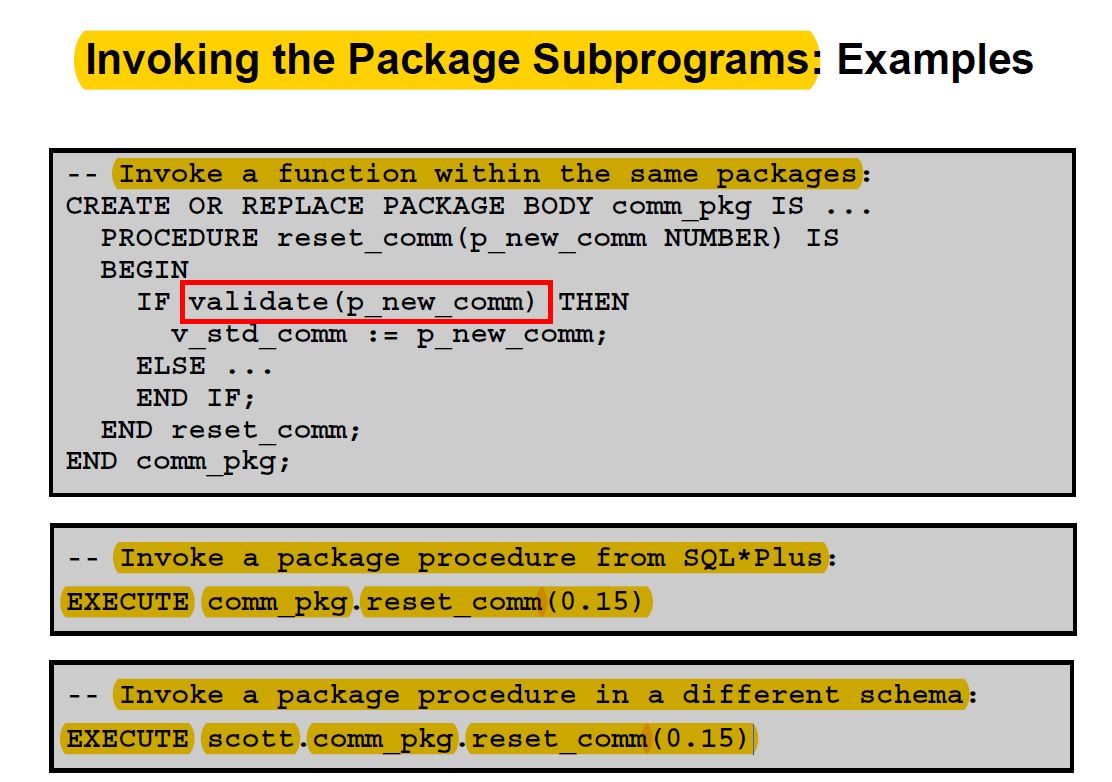 Invoking the Package Subprograms: Examples
-- Invoke a function within the same packages:
CREATE OR REPLACE PACKAGE BODY comm_pkg IS ...
  PROCEDURE reset_comm(p_new_comm NUMBER) IS
  BEGIN
    IF validate(p_new_comm) THEN
      v_std_comm := p_new_comm;
    ELSE ...
    END IF;
  END reset_comm;
END comm_pkg;
-- Invoke a package procedure from SQL*Plus:
EXECUTE comm_pkg.reset_comm(0.15)
-- Invoke a package procedure in a different schema:
EXECUTE scott.comm_pkg.reset_comm(0.15)